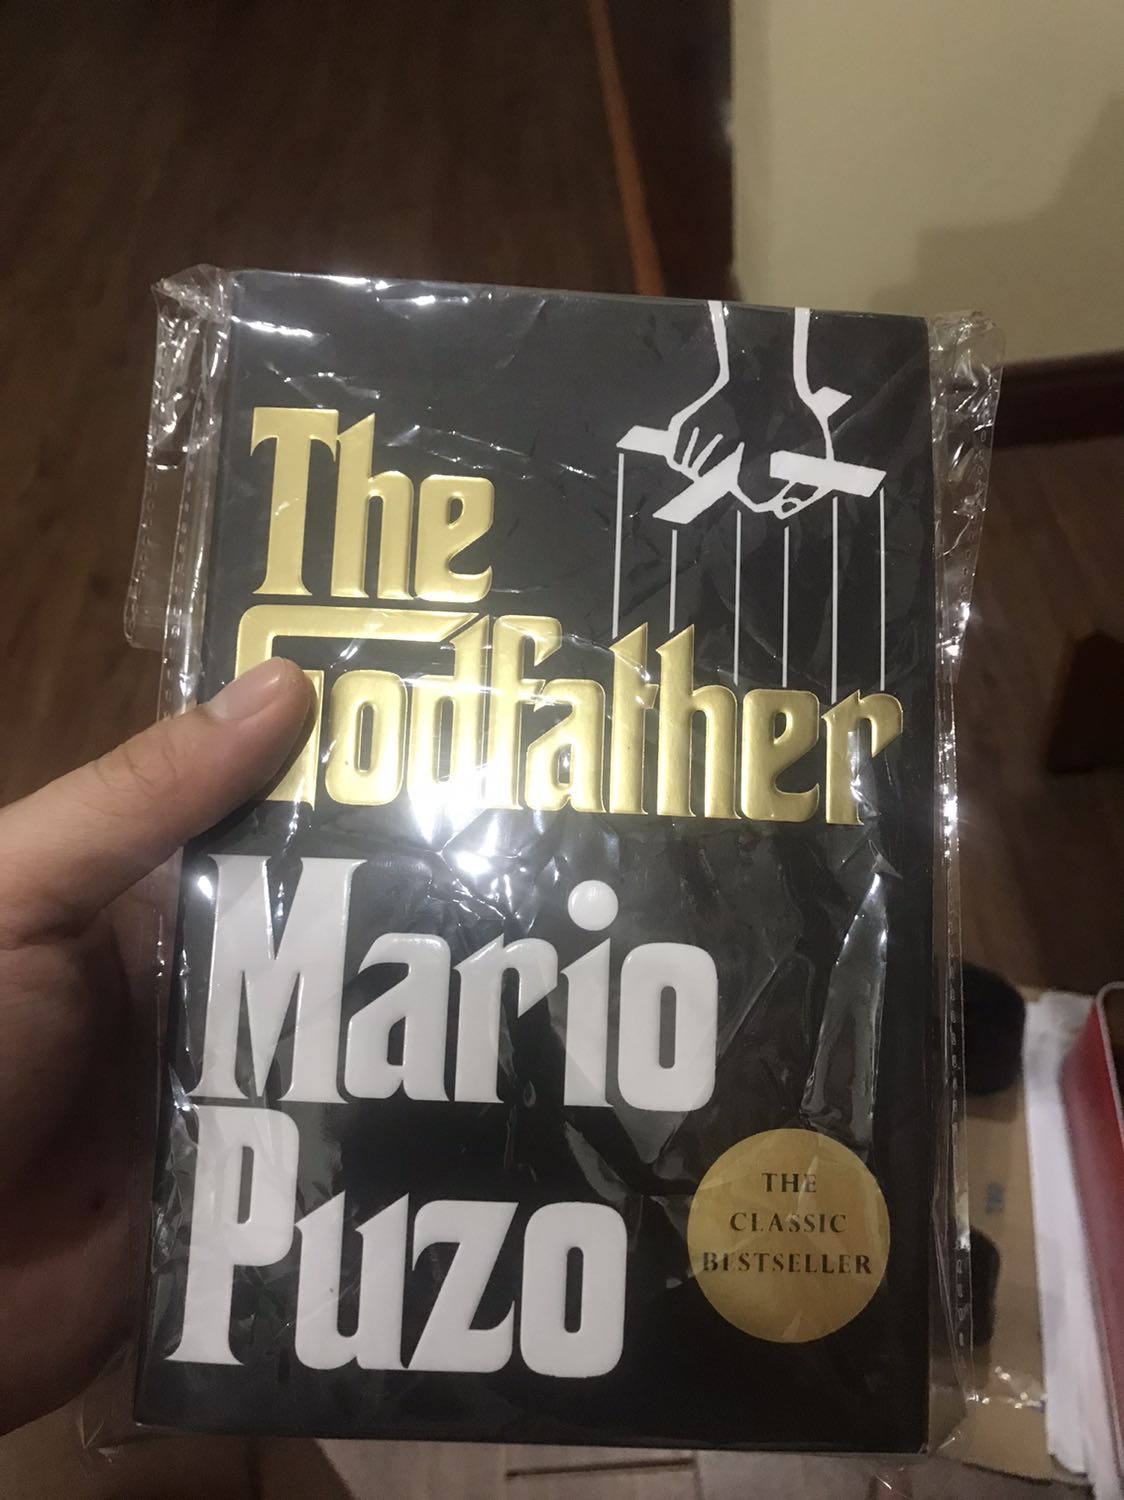 The
Godfather
Mario
Puzo
THE
CLASSIC
BESTSELLER